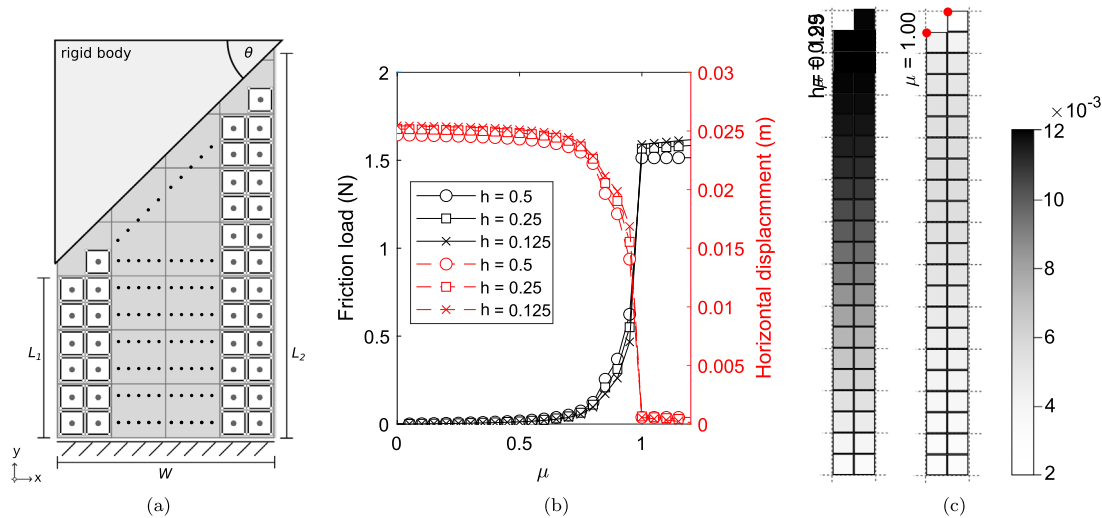 rigid body
θ
L1
L2
W
y
x
(a)
Friction load (N)
2
1.5
1
0.5
0
h = 0.5
h = 0.25
h = 0.125
h = 0.5
h = 0.25
h = 0.125
0
0.5
1
μ
0.03
0.025
0.02
0.015
0.01
0.005
0
Horizontal displacmment (m)
(b)
μ = 1.00
×10-3
12
10
8
6
4
2
(c)